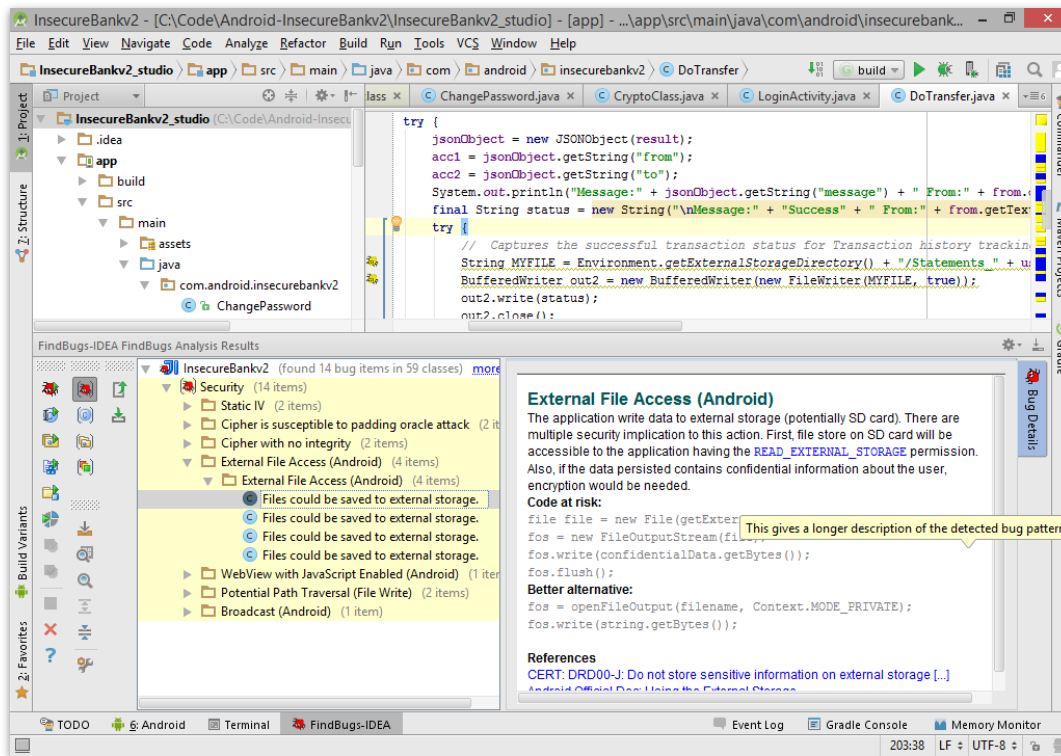 InsecureBankv2 - [C:\Code\Android-InsecureBankv2\InsecureBankv2_studio] - [app] - ...\app\src\main\java\com\android\insecurebank...
File Edit View Navigate Code Analyze Refactor Build Run Tools VCS Window Help
InsecureBankv2_studio app src main java com android insecurebankv2 DoTransfer build
1: Project
Z: Structure
Build Variants
2: Favorites
Project
InsecureBankv2_studio (C:\Code\Android-Insecu
.idea
app
build
src
main
assets
java
com.android.insecurebankv2
ChangePassword
lass ChangePassword.java CryptoClass.java LoginActivity.java DoTransfer.java
try {
jsonObject = new JSONObject(result);
acc1 = jsonObject.getString("from");
acc2 = jsonObject.getString("to");
System.out.println("Message:" + jsonObject.getString("message") + " From:" + from.
final String status = new String("\nMessage:" + "Success" + " From:" + from.getTex
try {
// Captures the successful transaction status for Transaction history trackin
String MYFILE = Environment.getExternalStorageDirectory() + "/Statements_" + us
BufferedWriter out2 = new BufferedWriter(new FileWriter(MYFILE, true));
out2.write(status);
out2.close();
Commander
Maven Projects
Gradle
FindBugs-IDEA FindBugs Analysis Results
InsecureBankv2 (found 14 bug items in 59 classes) more
Security (14 items)
Static IV (2 items)
Cipher is susceptible to padding oracle attack (2 it
Cipher with no integrity (2 items)
External File Access (Android) (4 items)
External File Access (Android) (4 items)
Files could be saved to external storage.
Files could be saved to external storage.
Files could be saved to external storage.
Files could be saved to external storage.
WebView with JavaScript Enabled (Android) (1 iter
Potential Path Traversal (File Write) (2 items)
Broadcast (Android) (1 item)
External File Access (Android)
The application write data to external storage (potentially SD card). There are
multiple security implication to this action. First, file store on SD card will be
accessible to the application having the READ_EXTERNAL_STORAGE permission.
Also, if the data persisted contains confidential information about the user,
encryption would be needed.
Code at risk:
file file = new File(getExter
This gives a longer description of the detected bug pattern
fos = new FileOutputStream(file);
fos.write(confidentialData.getBytes());
fos.flush();
Better alternative:
fos = openFileOutput(filename, Context.MODE_PRIVATE);
fos.write(string.getBytes());
References
CERT: DRD00-J: Do not store sensitive information on external storage [...]
Android Official Doc: Using the External Storage
Bug Details
TODO 6: Android Terminal FindBugs-IDEA Event Log Gradle Console Memory Monitor
203:38 LF UTF-8